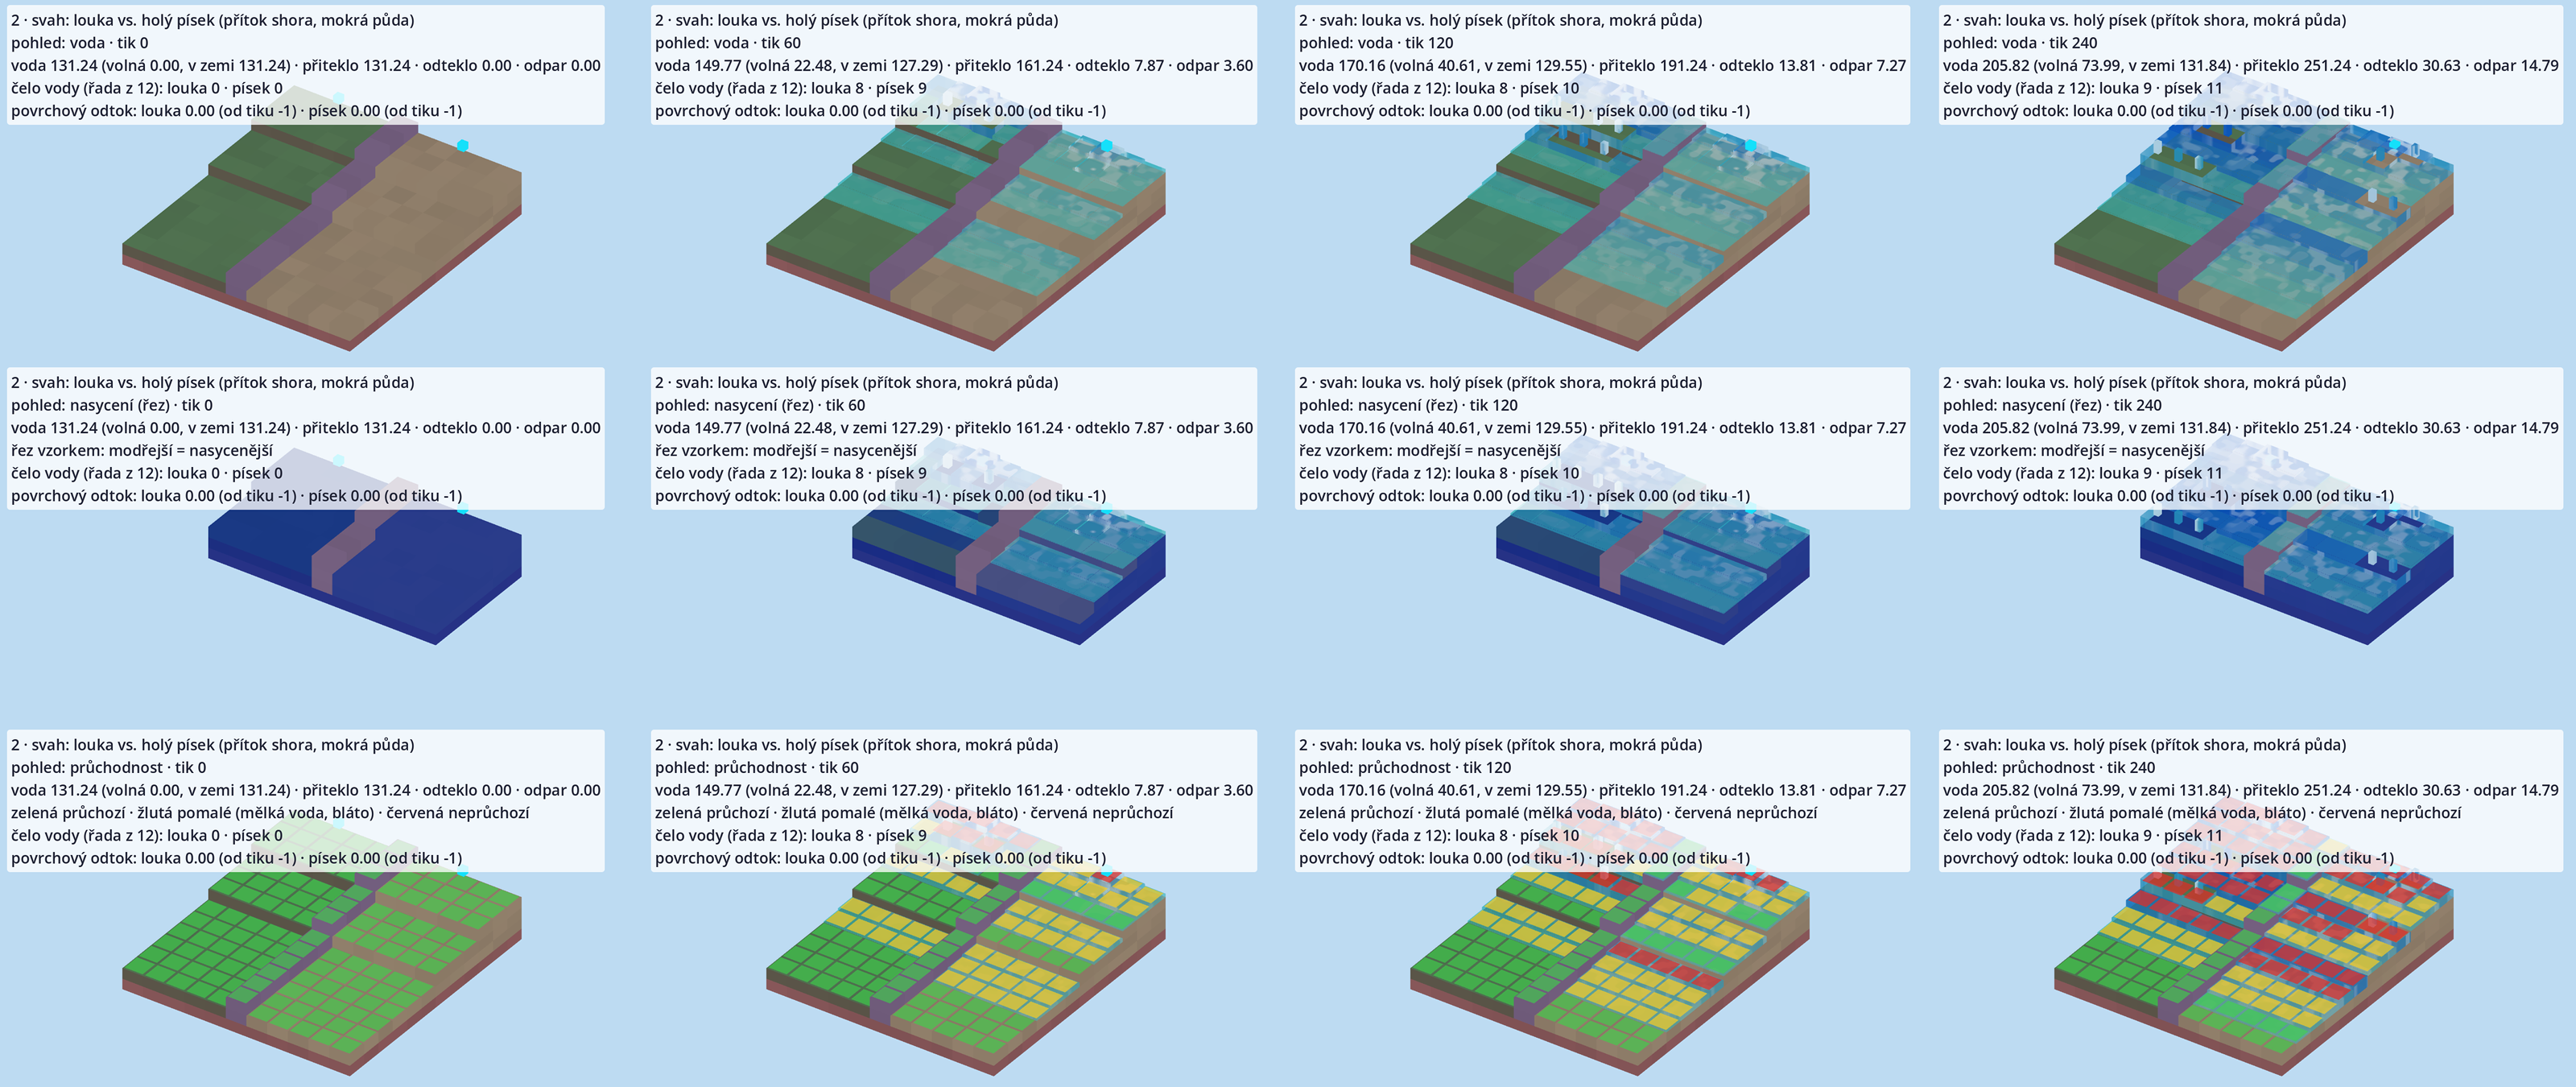 2 · svah: louka vs. holý písek (přítok shora, mokrá půda)
pohled: voda · tik 0
voda 131.24 (volná 0.00, v zemi 131.24) · přiteklo 131.24 · odteklo 0.00 · odpar 0.00
čelo vody (řada z 12): louka 0 · písek 0
povrchový odtok: louka 0.00 (od tiku -1) · písek 0.00 (od tiku -1)
2 · svah: louka vs. holý písek (přítok shora, mokrá půda)
pohled: voda · tik 60
voda 149.77 (volná 22.48, v zemi 127.29) · přiteklo 161.24 · odteklo 7.87 · odpar 3.60
čelo vody (řada z 12): louka 8 · písek 9
povrchový odtok: louka 0.00 (od tiku -1) · písek 0.00 (od tiku -1)
2 · svah: louka vs. holý písek (přítok shora, mokrá půda)
pohled: voda · tik 120
voda 170.16 (volná 40.61, v zemi 129.55) · přiteklo 191.24 · odteklo 13.81 · odpar 7.27
čelo vody (řada z 12): louka 8 · písek 10
povrchový odtok: louka 0.00 (od tiku -1) · písek 0.00 (od tiku -1)
2 · svah: louka vs. holý písek (přítok shora, mokrá půda)
pohled: voda · tik 240
voda 205.82 (volná 73.99, v zemi 131.84) · přiteklo 251.24 · odteklo 30.63 · odpar 14.79
čelo vody (řada z 12): louka 9 · písek 11
povrchový odtok: louka 0.00 (od tiku -1) · písek 0.00 (od tiku -1)
2 · svah: louka vs. holý písek (přítok shora, mokrá půda)
pohled: nasycení (řez) · tik 0
voda 131.24 (volná 0.00, v zemi 131.24) · přiteklo 131.24 · odteklo 0.00 · odpar 0.00
řez vzorkem: modřejší = nasycenější
čelo vody (řada z 12): louka 0 · písek 0
povrchový odtok: louka 0.00 (od tiku -1) · písek 0.00 (od tiku -1)
2 · svah: louka vs. holý písek (přítok shora, mokrá půda)
pohled: nasycení (řez) · tik 60
voda 149.77 (volná 22.48, v zemi 127.29) · přiteklo 161.24 · odteklo 7.87 · odpar 3.60
řez vzorkem: modřejší = nasycenější
čelo vody (řada z 12): louka 8 · písek 9
povrchový odtok: louka 0.00 (od tiku -1) · písek 0.00 (od tiku -1)
2 · svah: louka vs. holý písek (přítok shora, mokrá půda)
pohled: nasycení (řez) · tik 120
voda 170.16 (volná 40.61, v zemi 129.55) · přiteklo 191.24 · odteklo 13.81 · odpar 7.27
řez vzorkem: modřejší = nasycenější
čelo vody (řada z 12): louka 8 · písek 10
povrchový odtok: louka 0.00 (od tiku -1) · písek 0.00 (od tiku -1)
2 · svah: louka vs. holý písek (přítok shora, mokrá půda)
pohled: nasycení (řez) · tik 240
voda 205.82 (volná 73.99, v zemi 131.84) · přiteklo 251.24 · odteklo 30.63 · odpar 14.79
řez vzorkem: modřejší = nasycenější
čelo vody (řada z 12): louka 9 · písek 11
povrchový odtok: louka 0.00 (od tiku -1) · písek 0.00 (od tiku -1)
2 · svah: louka vs. holý písek (přítok shora, mokrá půda)
pohled: průchodnost · tik 0
voda 131.24 (volná 0.00, v zemi 131.24) · přiteklo 131.24 · odteklo 0.00 · odpar 0.00
zelená průchozí · žlutá pomalé (mělká voda, bláto) · červená neprůchozí
čelo vody (řada z 12): louka 0 · písek 0
povrchový odtok: louka 0.00 (od tiku -1) · písek 0.00 (od tiku -1)
2 · svah: louka vs. holý písek (přítok shora, mokrá půda)
pohled: průchodnost · tik 60
voda 149.77 (volná 22.48, v zemi 127.29) · přiteklo 161.24 · odteklo 7.87 · odpar 3.60
zelená průchozí · žlutá pomalé (mělká voda, bláto) · červená neprůchozí
čelo vody (řada z 12): louka 8 · písek 9
povrchový odtok: louka 0.00 (od tiku -1) · písek 0.00 (od tiku -1)
2 · svah: louka vs. holý písek (přítok shora, mokrá půda)
pohled: průchodnost · tik 120
voda 170.16 (volná 40.61, v zemi 129.55) · přiteklo 191.24 · odteklo 13.81 · odpar 7.27
zelená průchozí · žlutá pomalé (mělká voda, bláto) · červená neprůchozí
čelo vody (řada z 12): louka 8 · písek 10
povrchový odtok: louka 0.00 (od tiku -1) · písek 0.00 (od tiku -1)
2 · svah: louka vs. holý písek (přítok shora, mokrá půda)
pohled: průchodnost · tik 240
voda 205.82 (volná 73.99, v zemi 131.84) · přiteklo 251.24 · odteklo 30.63 · odpar 14.79
zelená průchozí · žlutá pomalé (mělká voda, bláto) · červená neprůchozí
čelo vody (řada z 12): louka 9 · písek 11
povrchový odtok: louka 0.00 (od tiku -1) · písek 0.00 (od tiku -1)